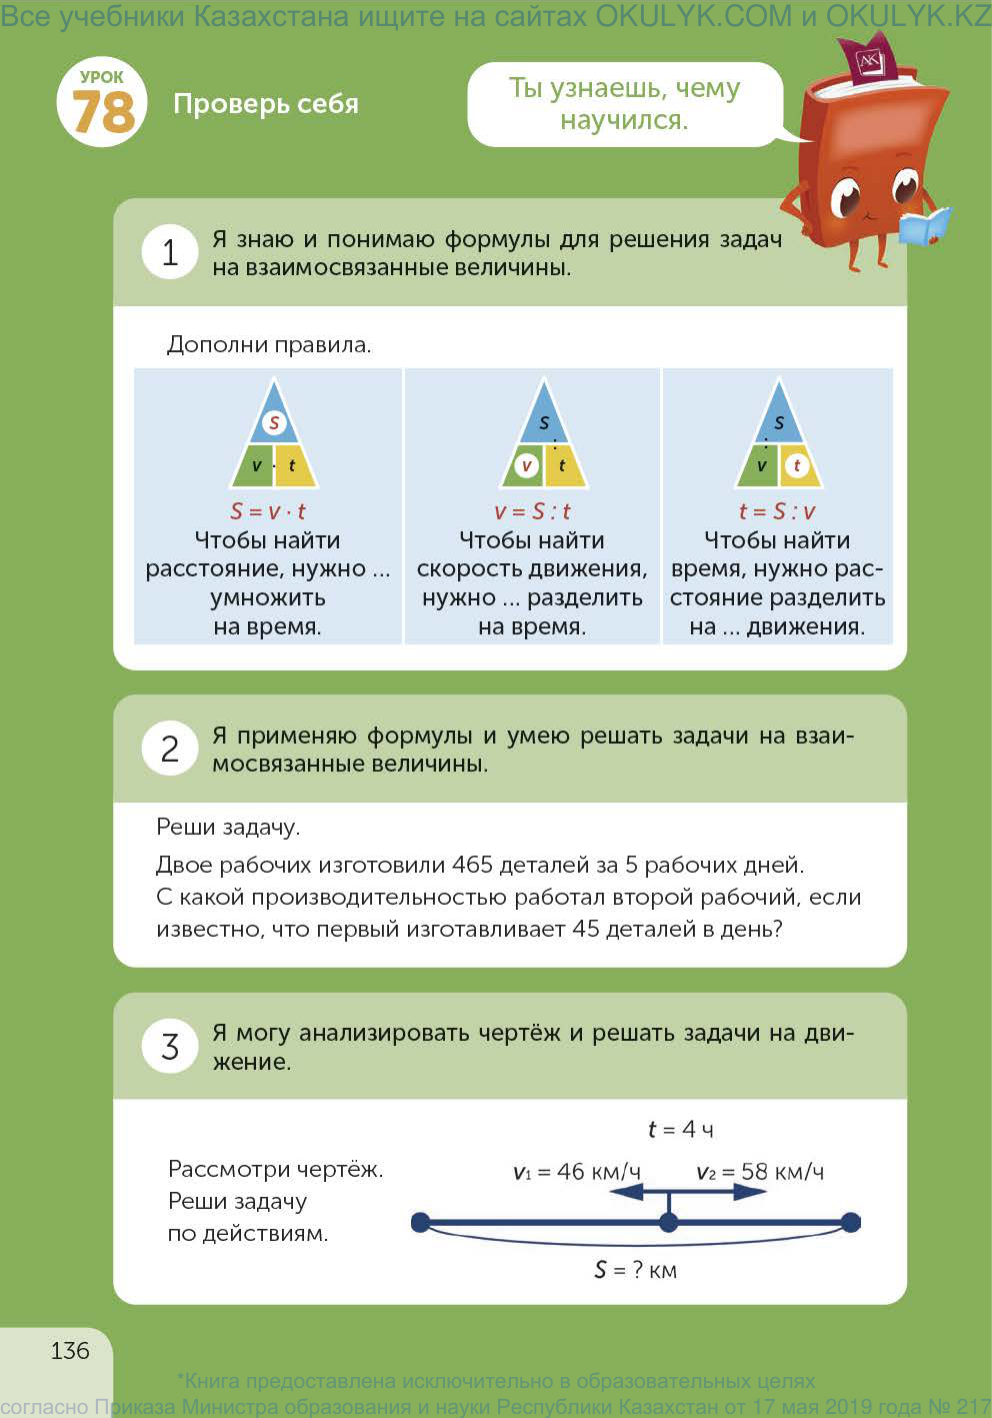 Все учебники Казахстана ищите на сайтах OKULYK.COM и OKULYK.KZ
УРОК
78
Проверь себя
Ты узнаешь, чему
научился.
AK
1
Я знаю и понимаю формулы для решения задач
на взаимосвязанные величины.
Дополни правила.
S
v · t
S = v · t
Чтобы найти
расстояние, нужно ...
умножить
на время.
S
:
v t
v = S : t
Чтобы найти
скорость движения,
нужно ... разделить
на время.
S
:
v t
t = S : v
Чтобы найти
время, нужно рас-
стояние разделить
на ... движения.
2
Я применяю формулы и умею решать задачи на взаи-
мосвязанные величины.
Реши задачу.
Двое рабочих изготовили 465 деталей за 5 рабочих дней.
С какой производительностью работал второй рабочий, если
известно, что первый изготавливает 45 деталей в день?
3
Я могу анализировать чертёж и решать задачи на дви-
жение.
Рассмотри чертёж.
Реши задачу
по действиям.
t = 4 ч
v₁ = 46 км/ч v₂ = 58 км/ч
S = ? км
136
*Книга предоставлена исключительно в образовательных целях
согласно Приказа Министра образования и науки Республики Казахстан от 17 мая 2019 года № 217